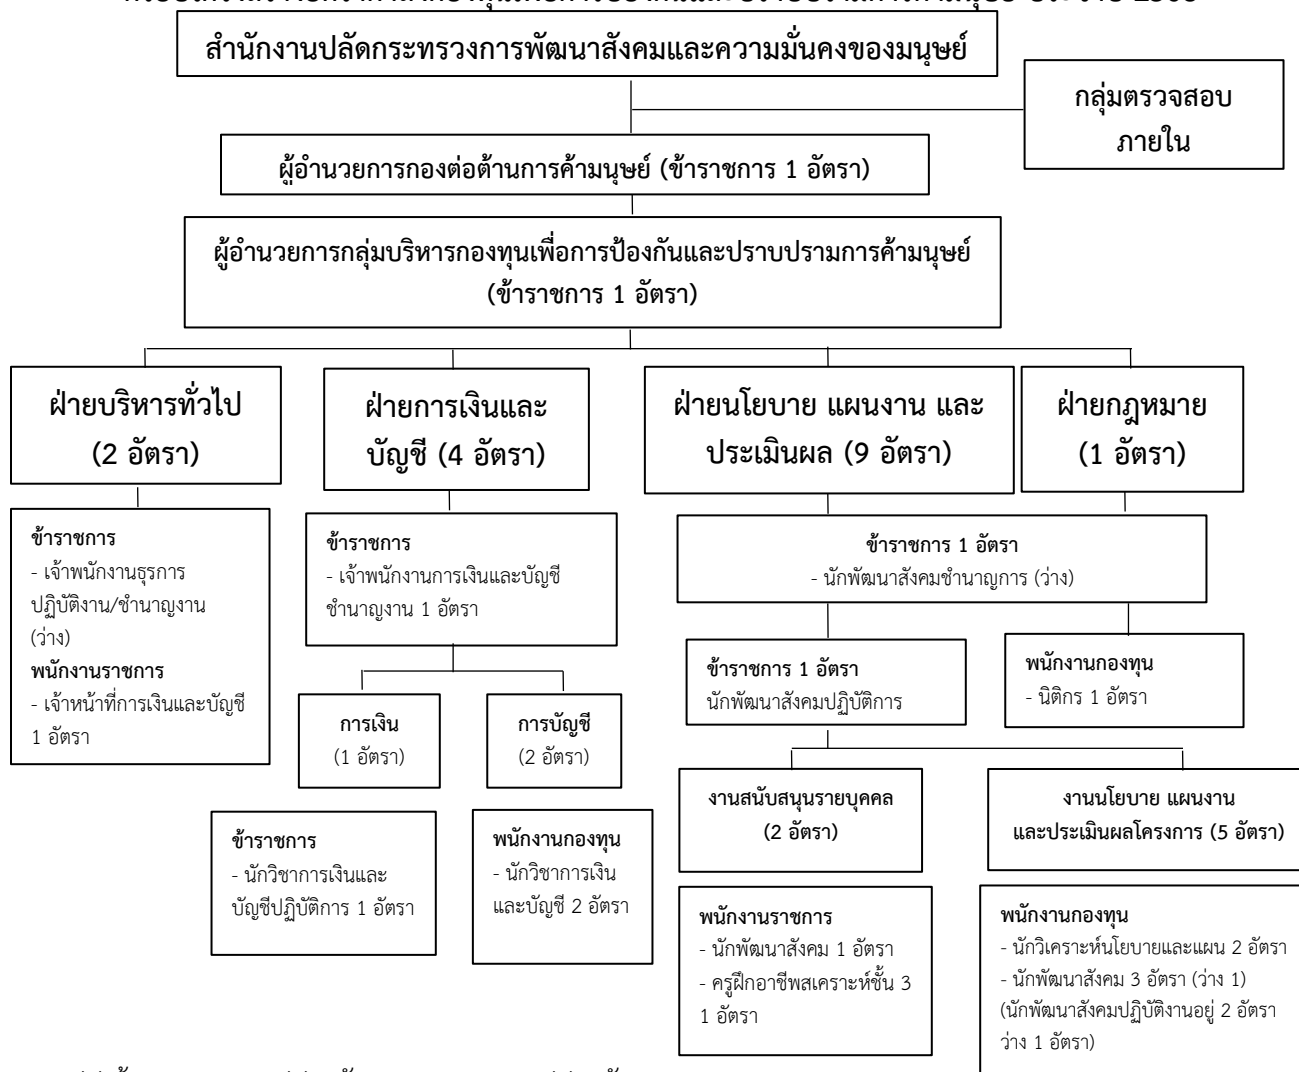 สำนักงานปลัดกระทรวงการพัฒนาสังคมและความมั่นคงของมนุษย์
กลุ่มตรวจสอบ
ภายใน
ผู้อำนวยการกองต่อต้านการค้ามนุษย์ (ข้าราชการ 1 อัตรา)
ผู้อำนวยการกลุ่มบริหารกองทุนเพื่อการป้องกันและปราบปรามการค้ามนุษย์
(ข้าราชการ 1 อัตรา)
ฝ่ายบริหารทั่วไป
(2 อัตรา)
ฝ่ายการเงินและ
บัญชี (4 อัตรา)
ฝ่ายนโยบาย แผนงาน และ
ประเมินผล (9 อัตรา)
ฝ่ายกฎหมาย
(1 อัตรา)
ข้าราชการ
- เจ้าพนักงานธุรการ
ปฏิบัติงาน/ชำนาญงาน
(ว่าง)
พนักงานราชการ
- เจ้าหน้าที่การเงินและบัญชี
1 อัตรา
ข้าราชการ
- เจ้าพนักงานการเงินและบัญชี
ชำนาญงาน 1 อัตรา
ข้าราชการ 1 อัตรา
- นักพัฒนาสังคมชำนาญการ (ว่าง)
ข้าราชการ 1 อัตรา
นักพัฒนาสังคมปฏิบัติการ
พนักงานกองทุน
- นิติกร 1 อัตรา
การเงิน
(1 อัตรา)
การบัญชี
(2 อัตรา)
งานสนับสนุนรายบุคคล
(2 อัตรา)
งานนโยบาย แผนงาน
และประเมินผลโครงการ (5 อัตรา)
ข้าราชการ
- นักวิชาการเงินและ
บัญชีปฏิบัติการ 1 อัตรา
พนักงานกองทุน
- นักวิชาการเงิน
และบัญชี 2 อัตรา
พนักงานราชการ
- นักพัฒนาสังคม 1 อัตรา
- ครูฝึกอาชีพสเคราะห์ชั้น 3
1 อัตรา
พนักงานกองทุน
- นักวิเคราะห์นโยบายและแผน 2 อัตรา
- นักพัฒนาสังคม 3 อัตรา (ว่าง 1)
(นักพัฒนาสังคมปฏิบัติงานอยู่ 2 อัตรา
ว่าง 1 อัตรา)